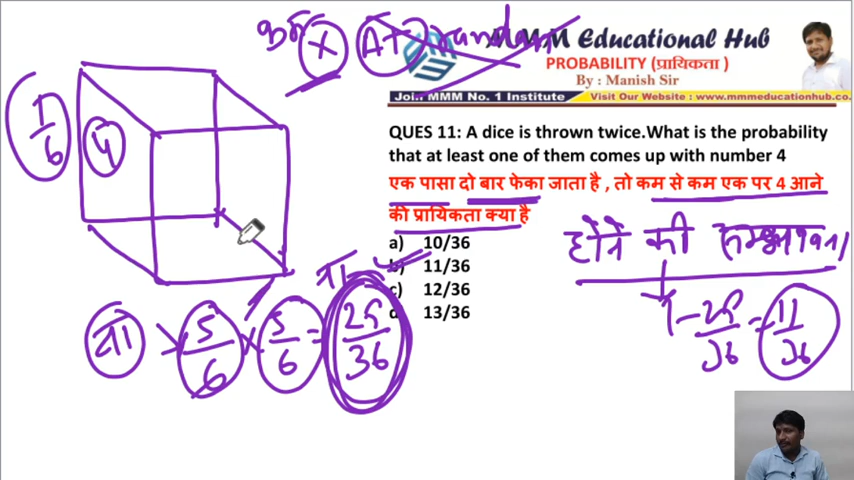 MMM Educational Hub
PROBABILITY (प्रायिकता )
By : Manish Sir
Join MMM No. 1 Institute
Visit Our Website : www.mmmeducationhub.co
QUES 11: A dice is thrown twice.What is the probability
that at least one of them comes up with number 4
एक पासा दो बार फेका जाता है , तो कम से कम एक पर 4 आने
की प्रायिकता क्या है
a) 10/36
b) 11/36
c) 12/36
d) 13/36
X AT random
1/6
4
होने की
5/6 × 5/6 = 25/36
1 - 25/36 = 11/36